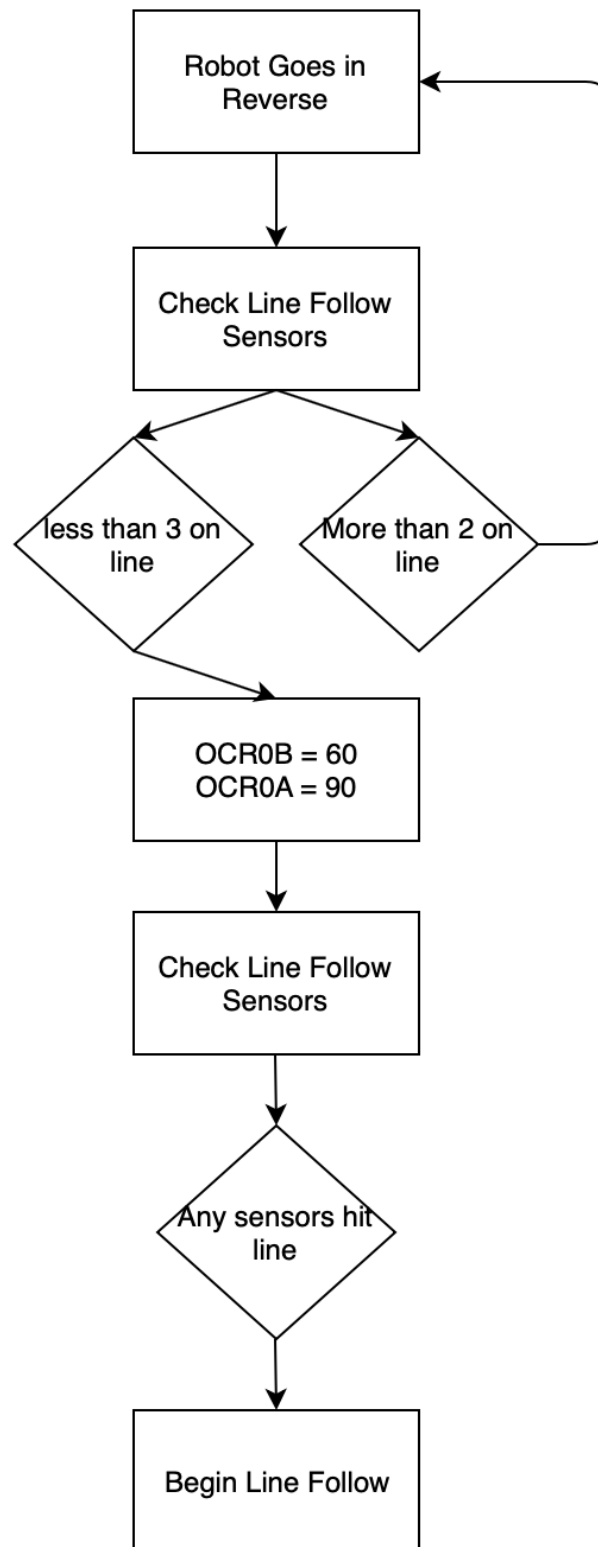 Robot Goes in
Reverse
Check Line Follow
Sensors
less than 3 on
line
More than 2 on
line
OCR0B = 60
OCR0A = 90
Check Line Follow
Sensors
Any sensors hit
line
Begin Line Follow